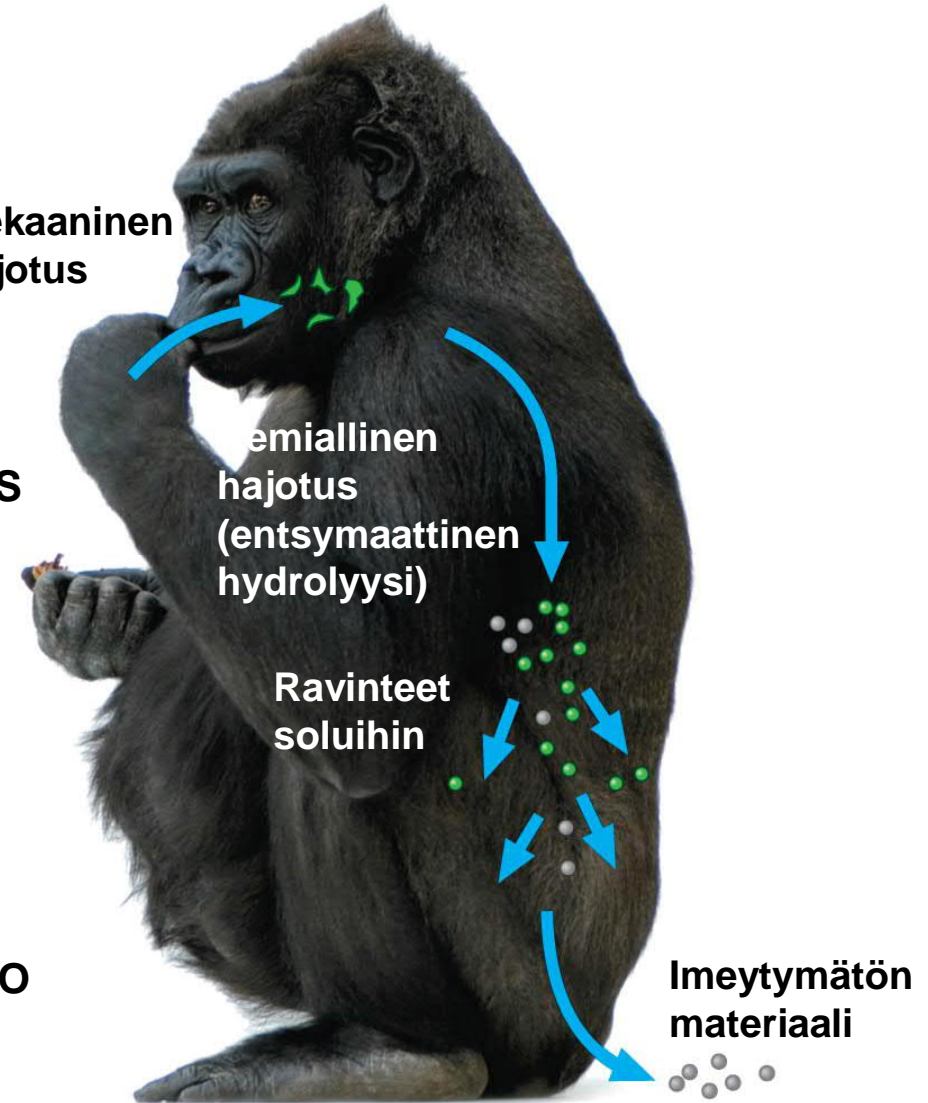 ekaaninen
jotus
emiallinen
hajotus
(entsymaattinen
hydrolyysi)
S
Ravinteet
soluihin
O
Imeytymätön
materiaali